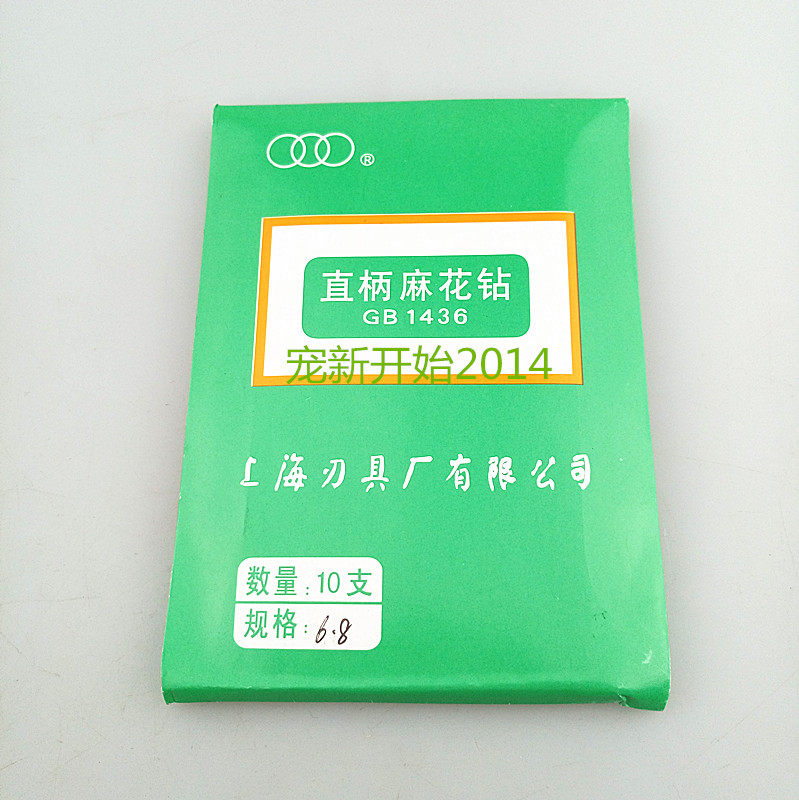 ®
直柄麻花钻
GB 1436
宠新开始2014
上海刃具厂有限公司
数量：10支
规格：6.8